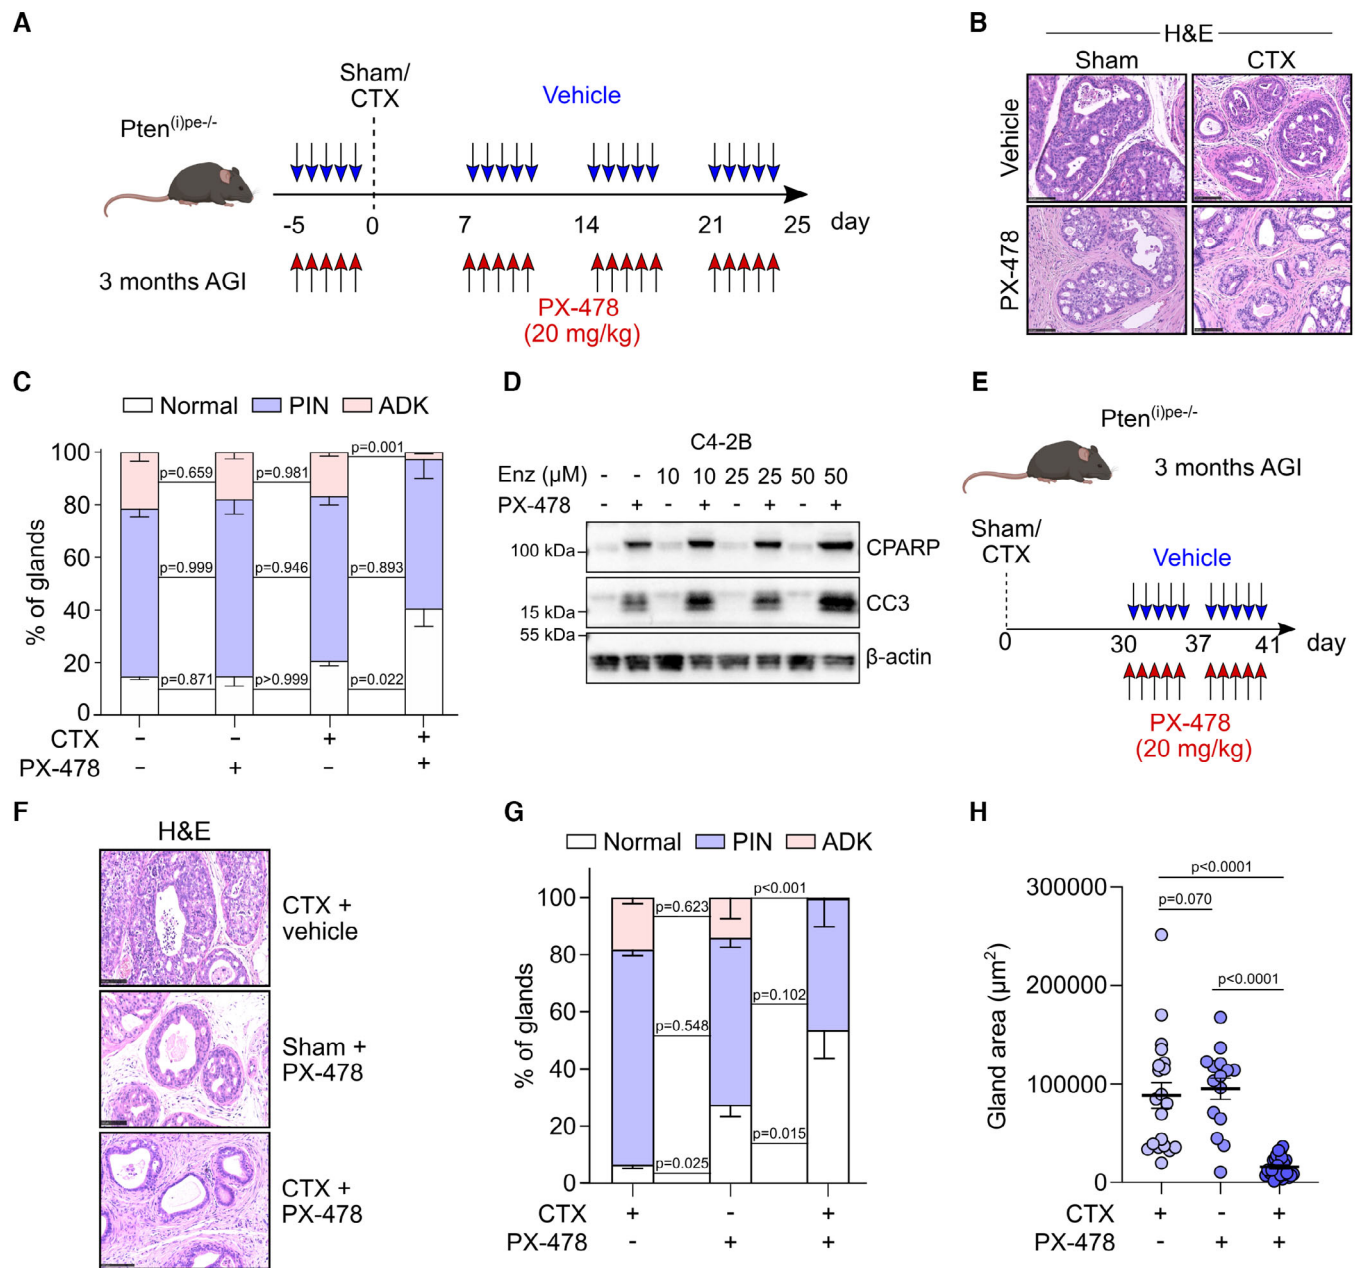 A
Sham/
CTX
Vehicle
Pten(i)pe-/-
-5 0 7 14 21 25 day
3 months AGI
PX-478
(20 mg/kg)
B
H&E
Sham CTX
Vehicle
PX-478
C
Normal PIN ADK
% of glands
100
80
60
40
20
0
p=0.001
p=0.659 p=0.981
p=0.999 p=0.946 p=0.893
p=0.871 p>0.999 p=0.022
CTX - - + +
PX-478 - + - +
D
C4-2B
Enz (µM) - - 10 10 25 25 50 50
PX-478 - + - + - + - +
100 kDa CPARP
15 kDa CC3
55 kDa
β-actin
E
Pten(i)pe-/-
3 months AGI
Sham/
CTX
Vehicle
0 30 37 41 day
PX-478
(20 mg/kg)
F
H&E
CTX +
vehicle
Sham +
PX-478
CTX +
PX-478
G
Normal PIN ADK
% of glands
100
80
60
40
20
0
p<0.001
p=0.623
p=0.102
p=0.548
p=0.015
p=0.025
CTX + - +
PX-478 - + +
H
Gland area (µm2)
300000
200000
100000
0
p<0.0001
p=0.070
p<0.0001
CTX + - +
PX-478 - + +